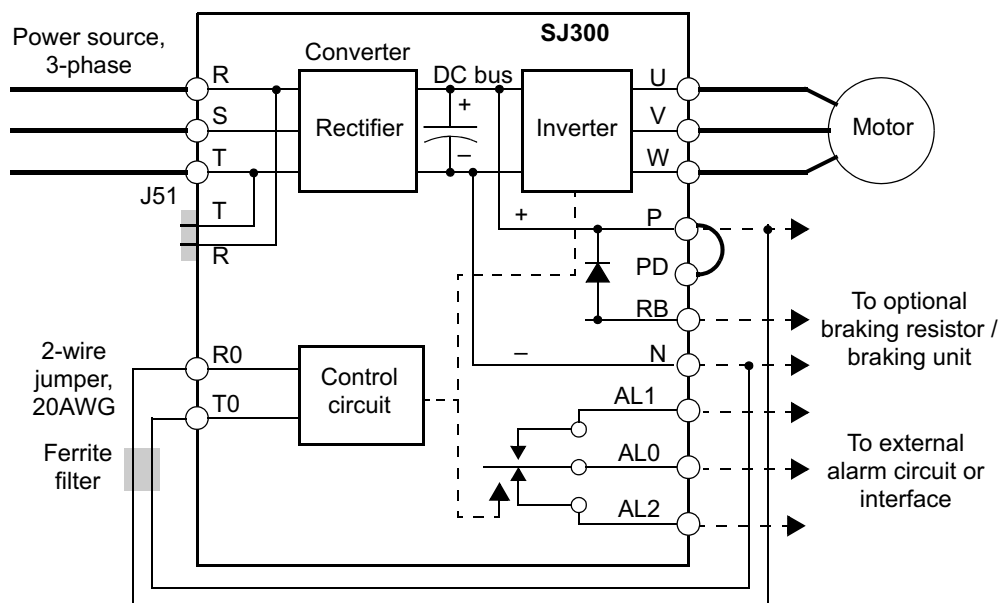 SJ300
Power source,
3-phase
Converter
R
DC bus
U
+
S
Rectifier
Inverter
V
Motor
T
–
W
J51
T
+
P
R
PD
RB
To optional
braking resistor /
braking unit
2-wire
jumper,
20AWG
R0
–
N
Control
circuit
T0
AL1
Ferrite
filter
AL0
To external
alarm circuit or
interface
AL2